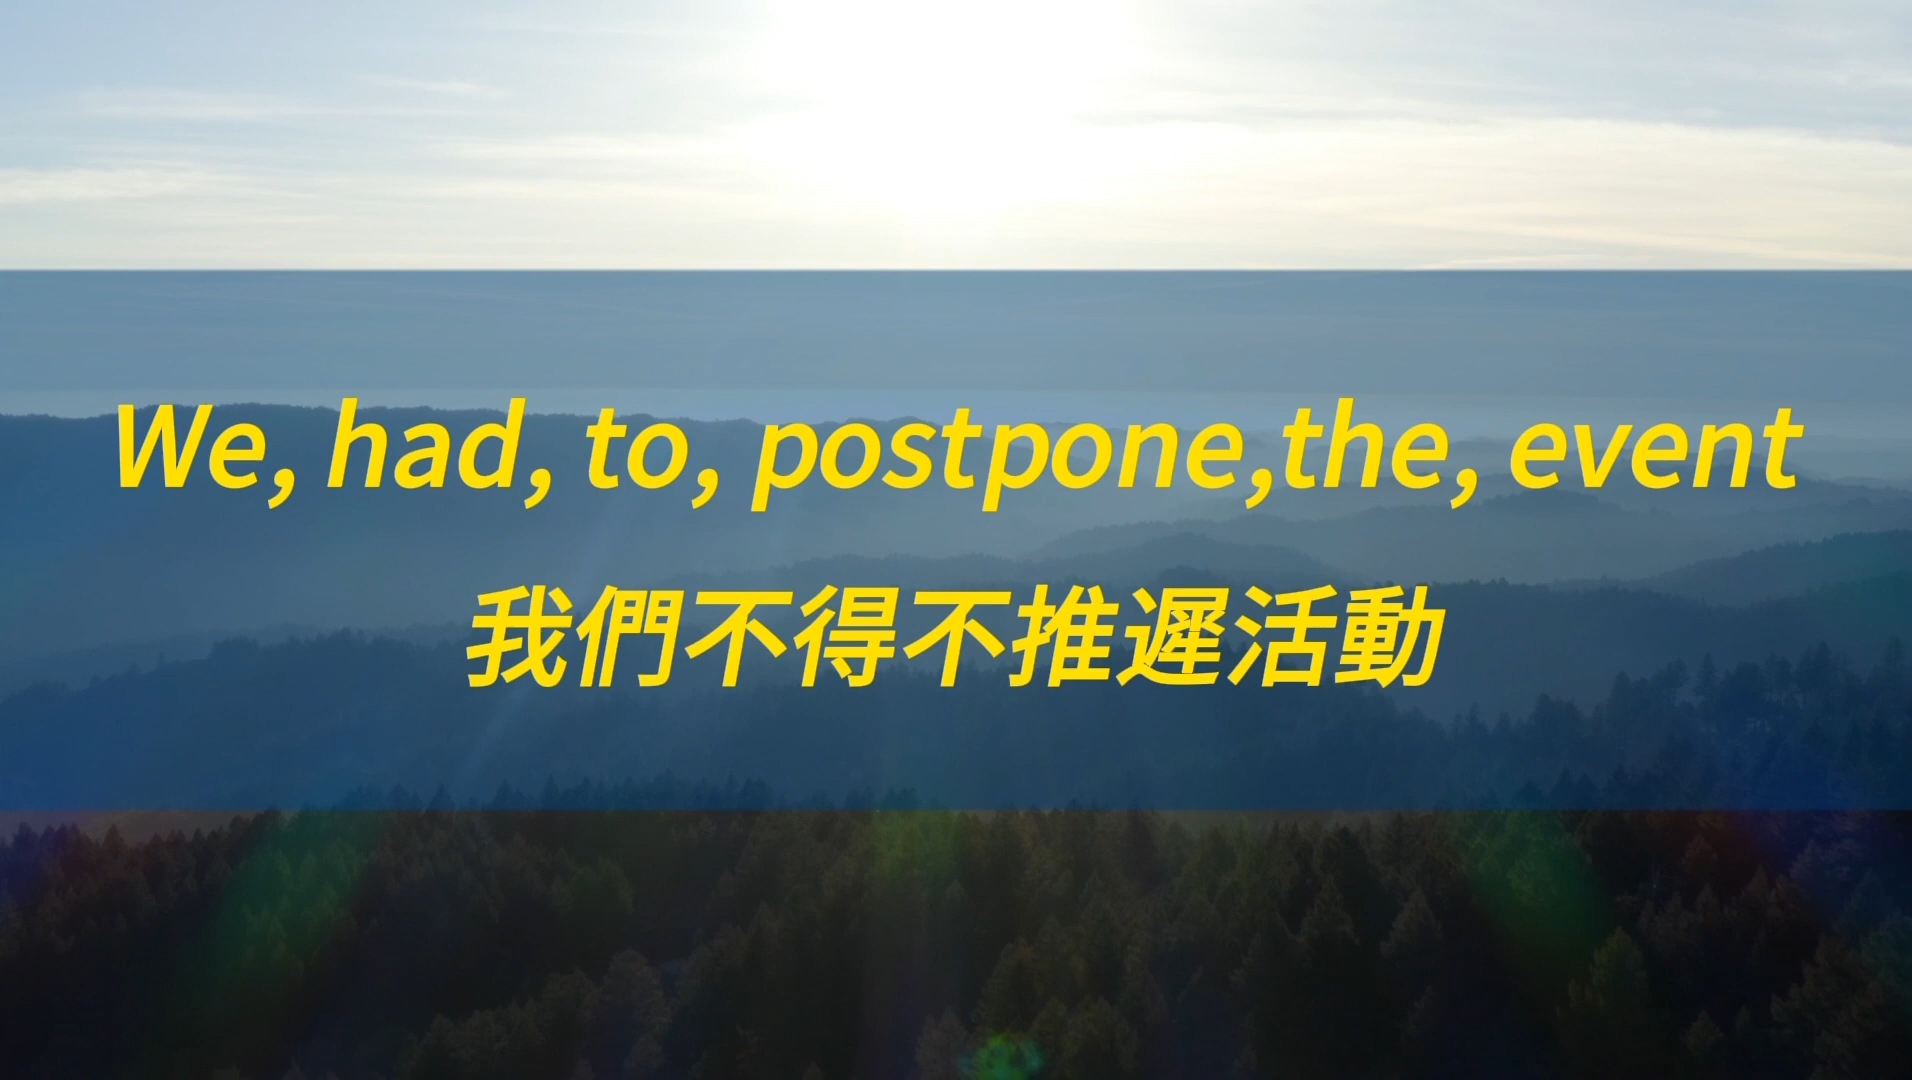 We, had, to, postpone,the, event
我們不得不推遲活動